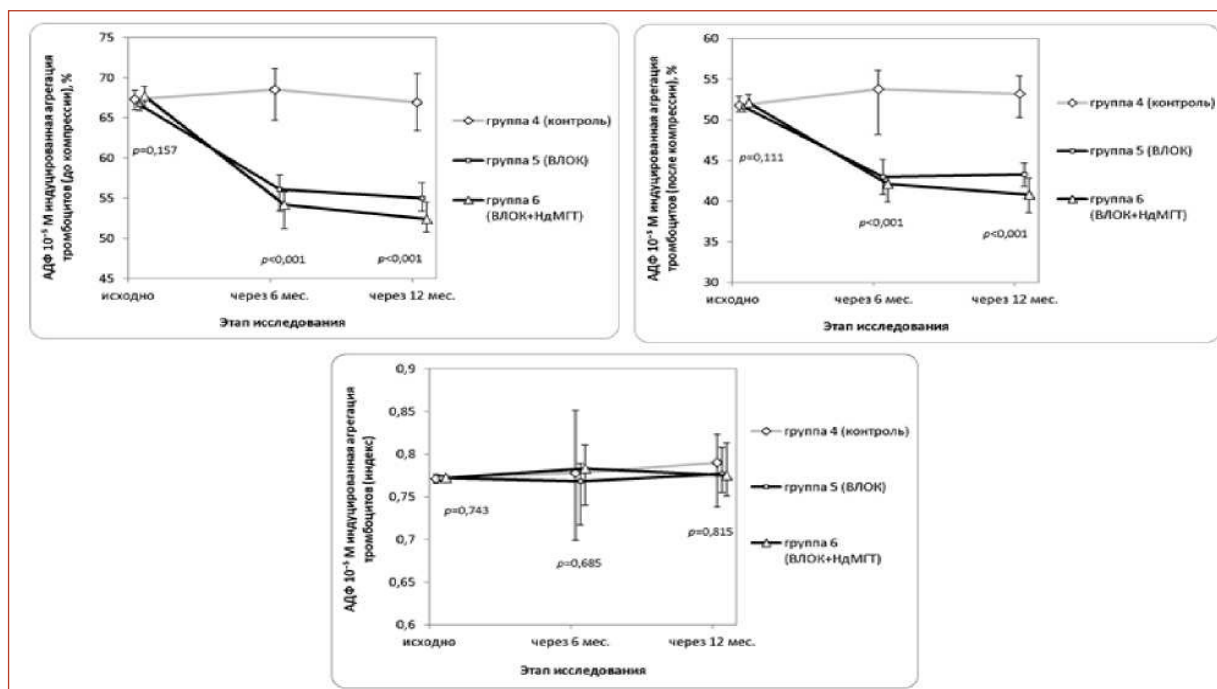 АДФ 10⁻⁵ М индуцированная агрегация
тромбоцитов (до компрессии), %
75
70
65
60
55
50
45
p=0,157
p<0,001
p<0,001
исходно
через 6 мес.
через 12 мес.
Этап исследования
группа 4 (контроль)
группа 5 (ВЛОК)
группа 6
(ВЛОК+НдМГТ)
АДФ 10⁻⁵ М индуцированная агрегация
тромбоцитов (после компрессии), %
60
55
50
45
40
35
30
p=0,111
p<0,001
p<0,001
исходно
через 6 мес.
через 12 мес.
Этап исследования
группа 4 (контроль)
группа 5 (ВЛОК)
группа 6
(ВЛОК+НдМГТ)
АДФ 10⁻⁵ М индуцированная агрегация
тромбоцитов (индекс)
0,9
0,85
0,8
0,75
0,7
0,65
0,6
p=0,743
p=0,685
p=0,815
исходно
через 6 мес.
через 12 мес.
Этап исследования
группа 4 (контроль)
группа 5 (ВЛОК)
группа 6
(ВЛОК+НдМГТ)